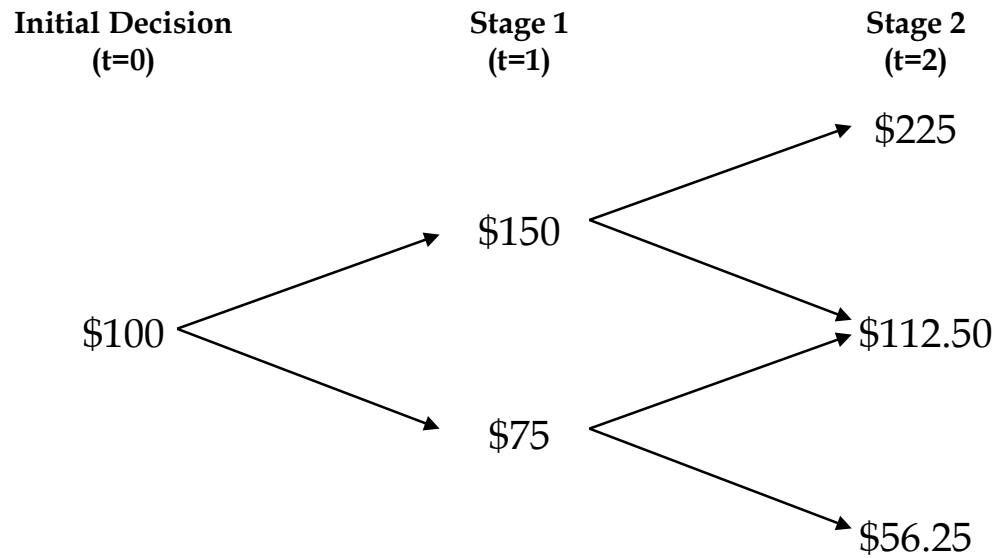 Initial Decision
(t=0)
Stage 1
(t=1)
Stage 2
(t=2)
$225
$150
$100
$112.50
$75
$56.25